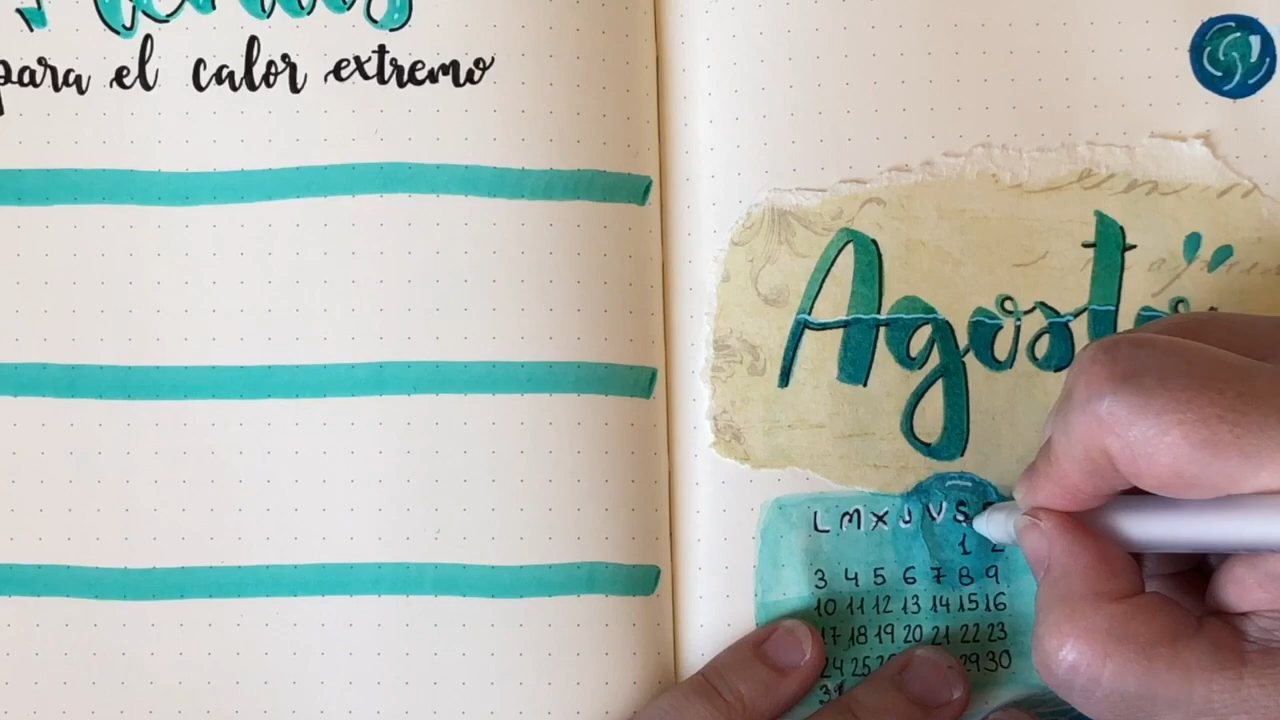 para el calor extremo
Agosto
L M X J V S
1 2
3 4 5 6 7 8 9
10 11 12 13 14 15 16
17 18 19 20 21 22 23
24 25 29 30
31